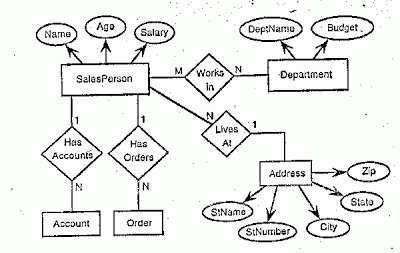 Name
Age
Salary
DeptName
Budget
SalesPerson
M
Works
In
N
Department
1
1
N
Lives
At
1
Has
Accounts
Has
Orders
N
N
Address
Zip
State
Account
Order
StName
StNumber
City